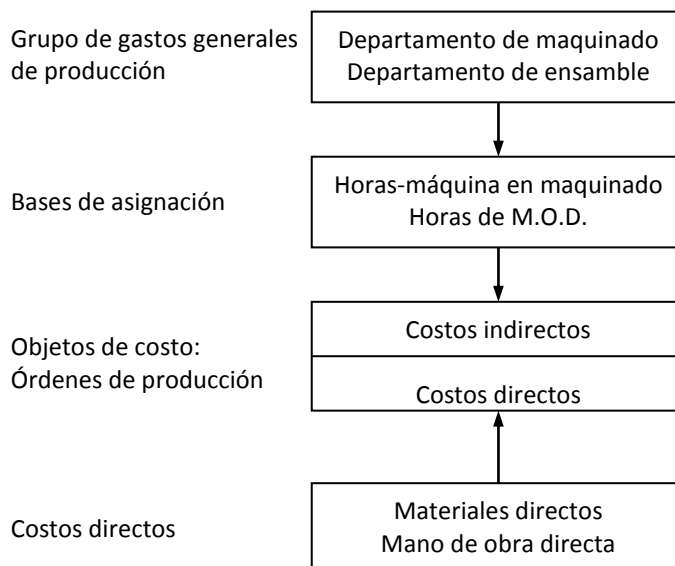 Grupo de gastos generales
de producción
Departamento de maquinado
Departamento de ensamble
Bases de asignación
Horas-máquina en maquinado
Horas de M.O.D.
Objetos de costo:
Órdenes de producción
Costos indirectos
Costos directos
Costos directos
Materiales directos
Mano de obra directa